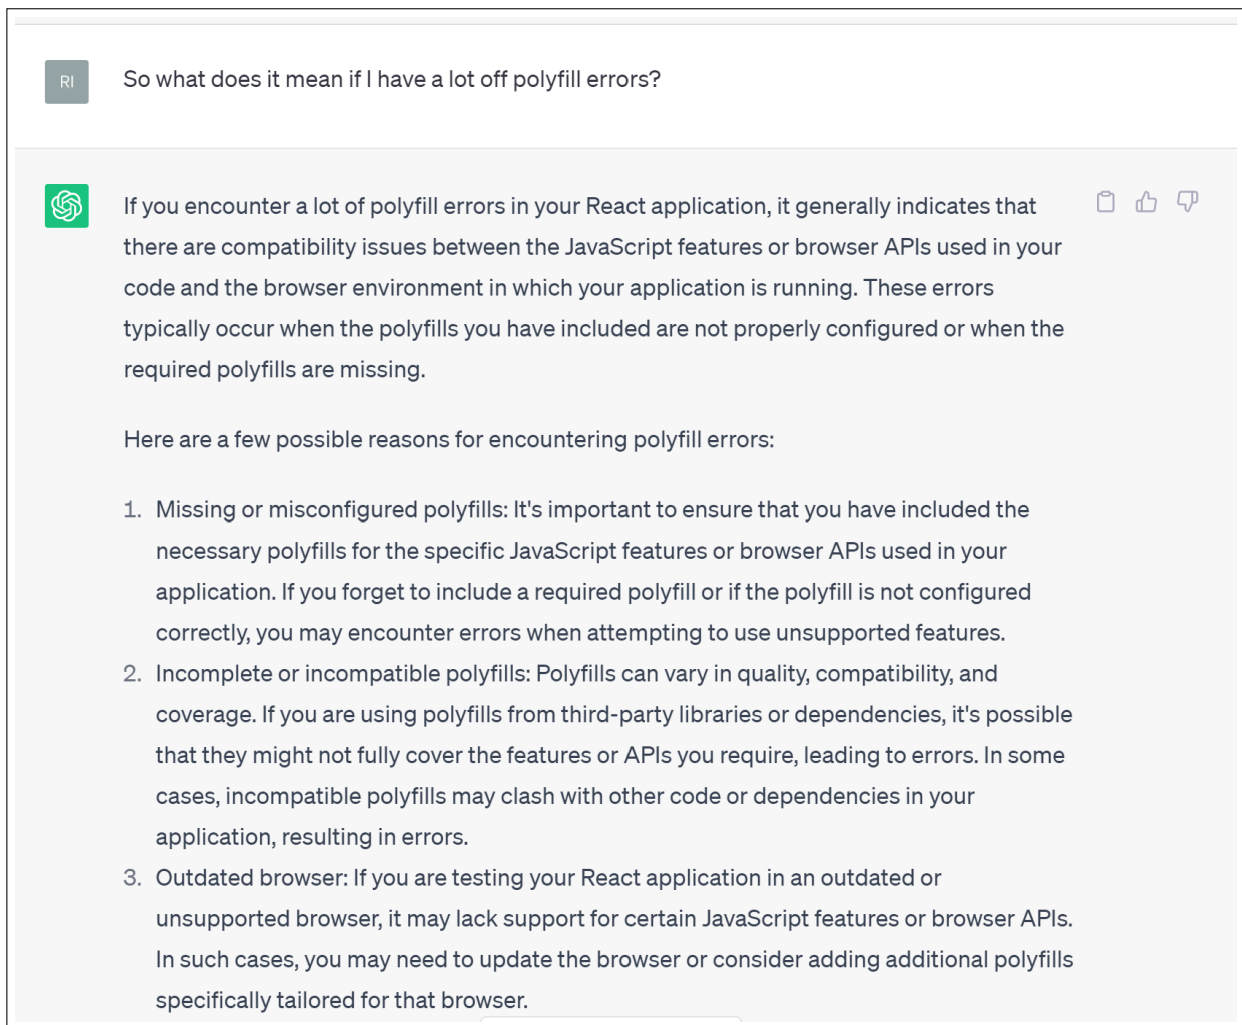 RI
So what does it mean if I have a lot off polyfill errors?
If you encounter a lot of polyfill errors in your React application, it generally indicates that
there are compatibility issues between the JavaScript features or browser APIs used in your
code and the browser environment in which your application is running. These errors
typically occur when the polyfills you have included are not properly configured or when the
required polyfills are missing.
Here are a few possible reasons for encountering polyfill errors:
1. Missing or misconfigured polyfills: It's important to ensure that you have included the
necessary polyfills for the specific JavaScript features or browser APIs used in your
application. If you forget to include a required polyfill or if the polyfill is not configured
correctly, you may encounter errors when attempting to use unsupported features.
2. Incomplete or incompatible polyfills: Polyfills can vary in quality, compatibility, and
coverage. If you are using polyfills from third-party libraries or dependencies, it's possible
that they might not fully cover the features or APIs you require, leading to errors. In some
cases, incompatible polyfills may clash with other code or dependencies in your
application, resulting in errors.
3. Outdated browser: If you are testing your React application in an outdated or
unsupported browser, it may lack support for certain JavaScript features or browser APIs.
In such cases, you may need to update the browser or consider adding additional polyfills
specifically tailored for that browser.